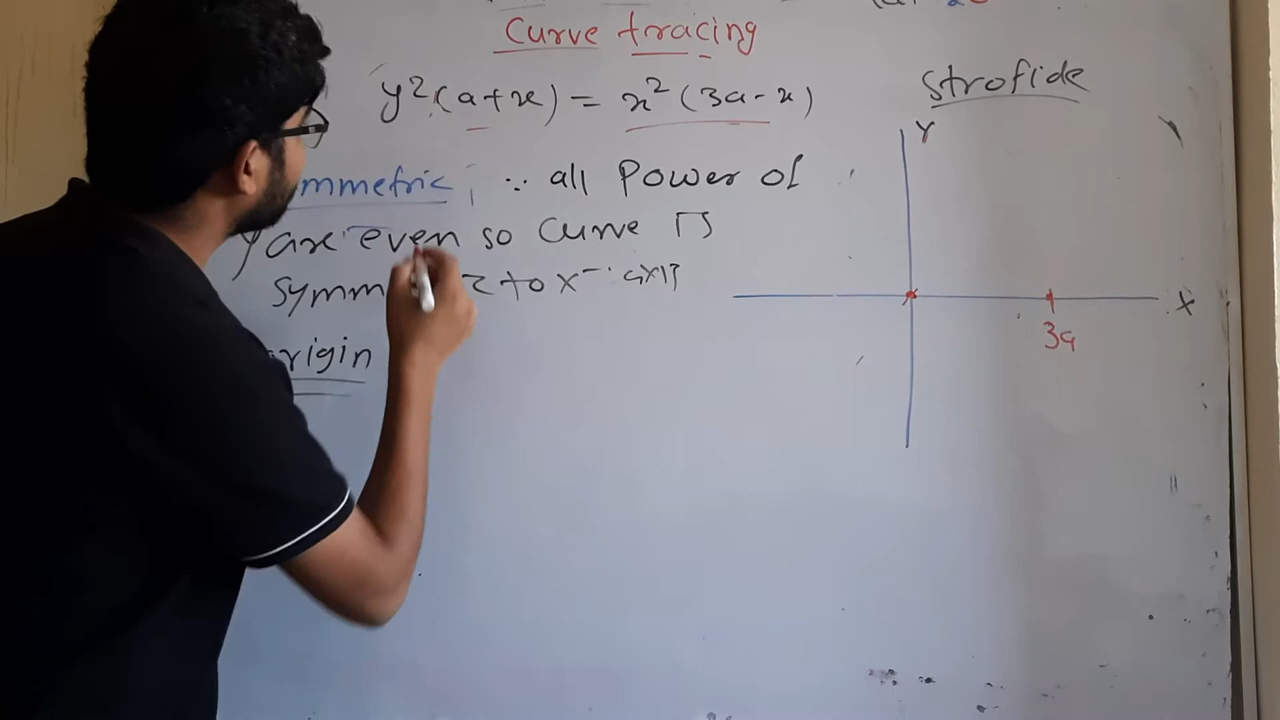 Curve tracing
y²(a+x) = x²(3a-x)
Strofide
Y
mmetric, ∵ all Power of
y are even so curve is
symm to x-axis
rigin
X
3a